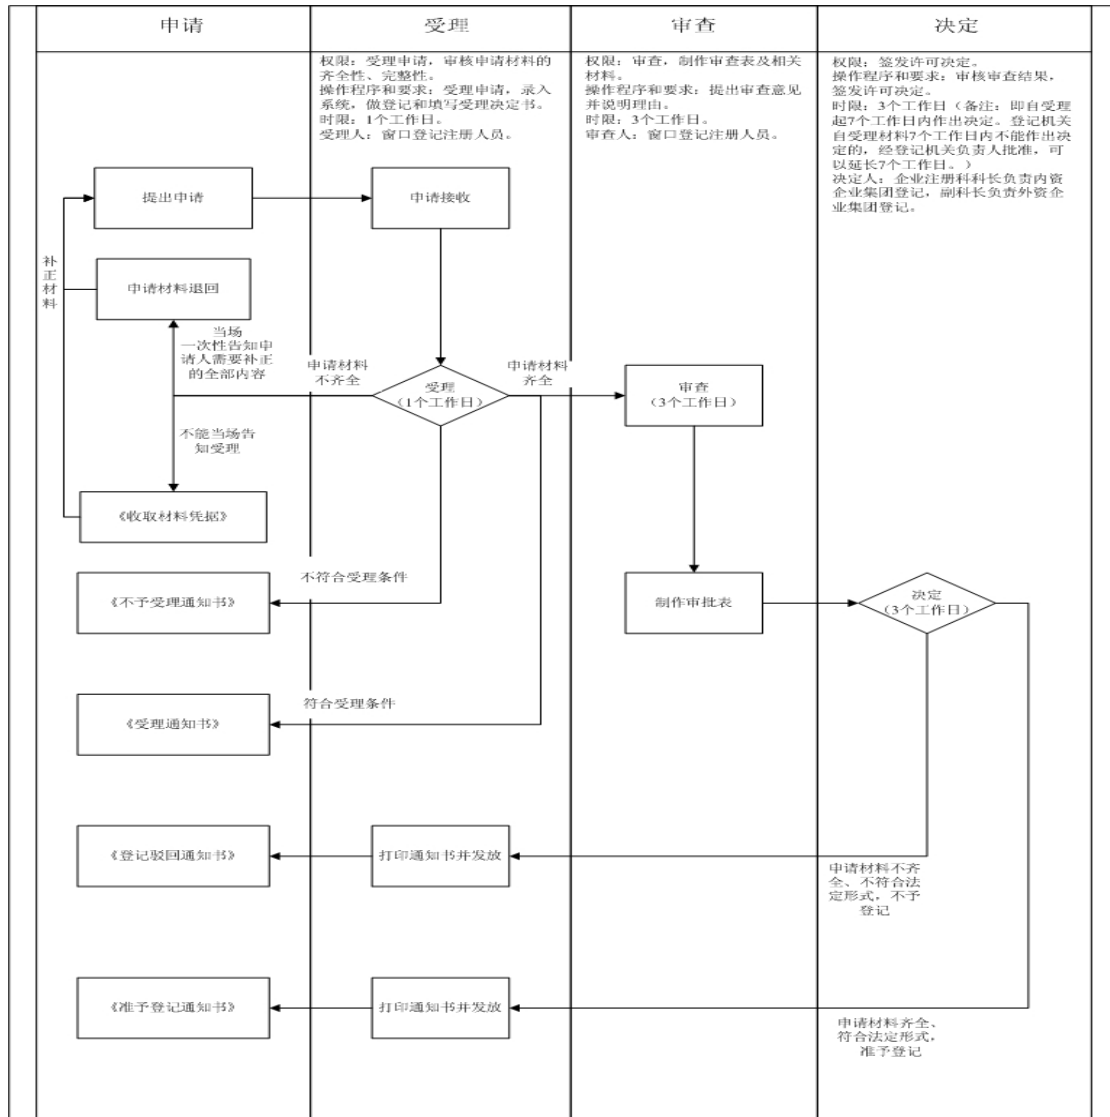 申请
受理
审查
决定
权限：受理申请，审核申请材料的
齐全性、完整性。
操作程序和要求：受理申请，录入
系统，做登记和填写受理决定书。
时限：1个工作日。
受理人：窗口登记注册人员。
权限：审查，制作审查表及相关
材料。
操作程序和要求：提出审查意见
并说明理由。
时限：3个工作日。
审查人：窗口登记注册人员。
权限：签发许可决定。
操作程序和要求：审核审查结果，
签发许可决定。
时限：3个工作日（备注：即自受理
起7个工作日内作出决定。登记机关
自受理材料7个工作日内不能作出决
定的，经登记机关负责人批准，可
以延长7个工作日。）
决定人：企业注册科科长负责内资
企业集团登记，副科长负责外资企
业集团登记。
提出申请
申请接收
补
正
材
料
申请材料退回
当场
一次性告知申
请人需要补正
的全部内容
申请材料
不齐全
受理
（1个工作日）
申请材料
齐全
审查
（3个工作日）
不能当场告
知受理
《收取材料凭据》
不符合受理条件
《不予受理通知书》
制作审批表
决定
（3个工作日）
符合受理条件
《受理通知书》
《登记驳回通知书》
打印通知书并发放
申请材料不齐
全、不符合法
定形式，不予
登记
《准予登记通知书》
打印通知书并发放
申请材料齐全、
符合法定形式，
准予登记